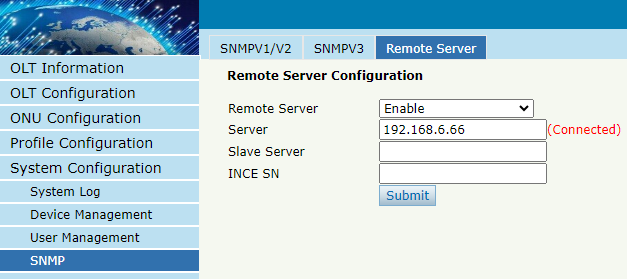 SNMPV1/V2 SNMPV3 Remote Server
OLT Information
OLT Configuration
ONU Configuration
Profile Configuration
System Configuration
System Log
Device Management
User Management
SNMP
Remote Server Configuration
Remote Server Enable
Server 192.168.6.66 (Connected)
Slave Server
INCE SN
Submit